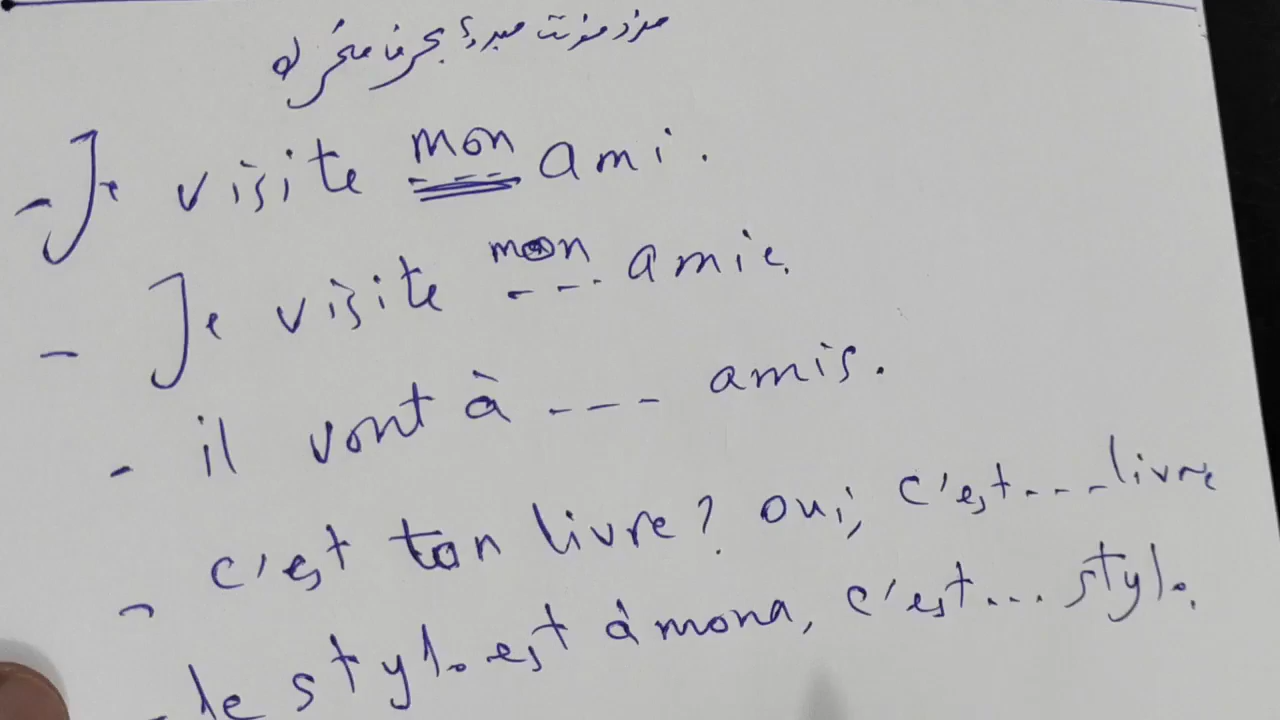 مفرد مؤنث مبدوء بحرف متحرك
- Je visite mon ami.
- Je visite mon amie.
- il vont à --- amis.
- c'est ton livre? oui, c'est --- livre
- le stylo est à mona, c'est ... stylo.